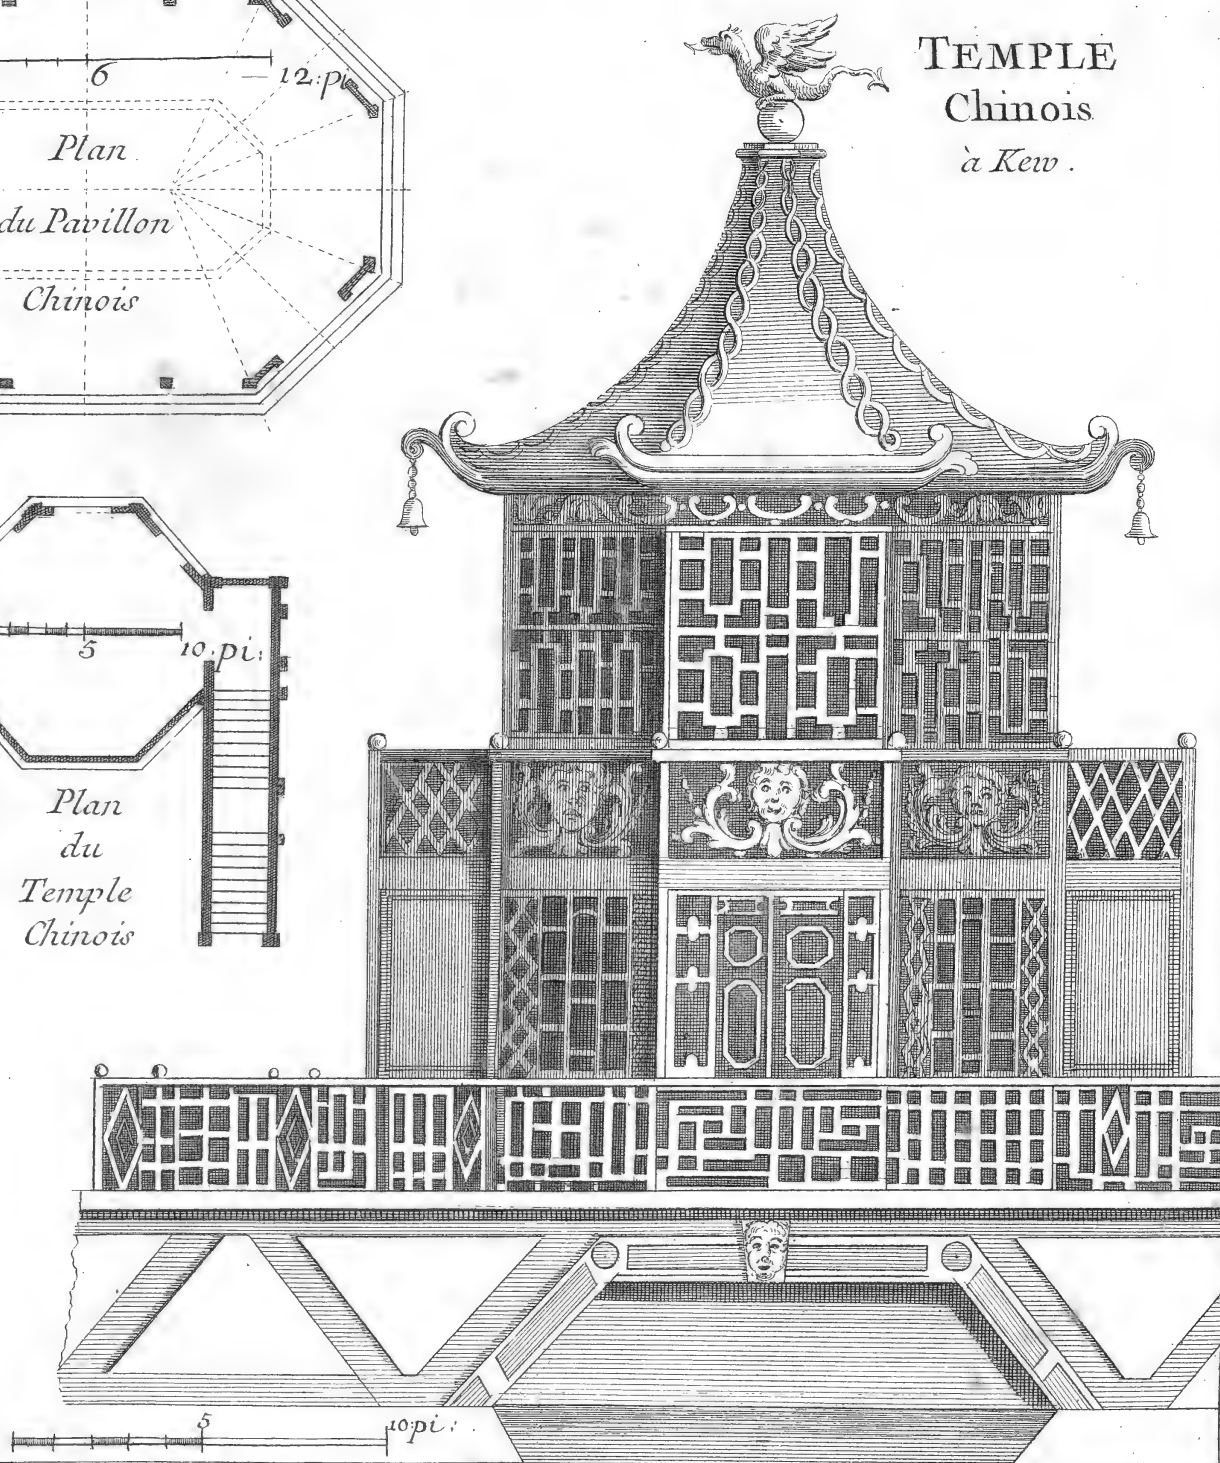 TEMPLE
Chinois
à Kew.
6
12:pi
Plan
du Pavillon
Chinois
5
10:pi:
Plan
du
Temple
Chinois
5
10:pi: